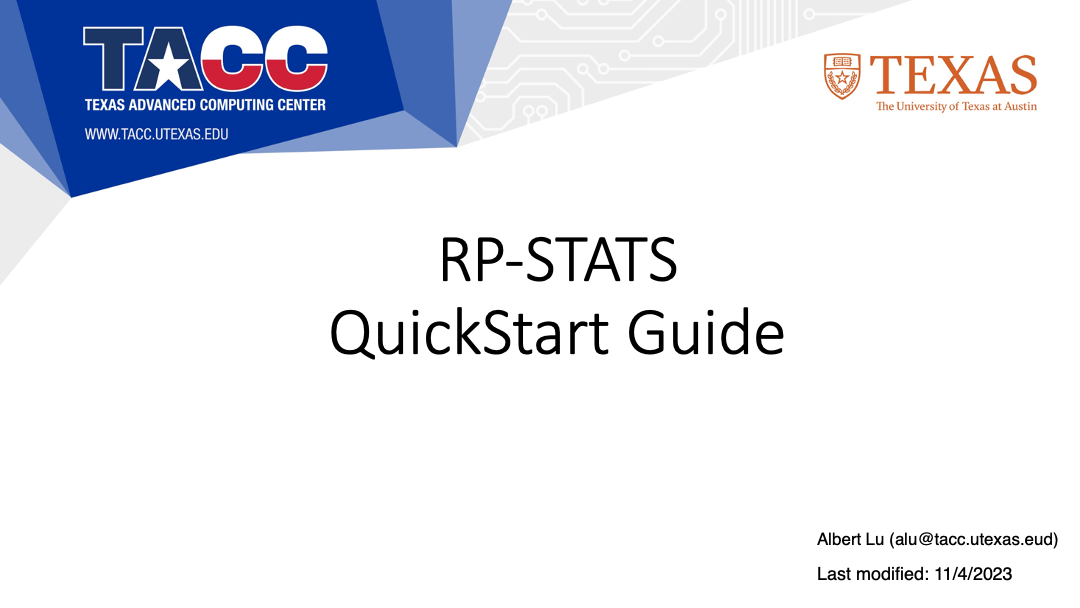 TACC
TEXAS ADVANCED COMPUTING CENTER
WWW.TACC.UTEXAS.EDU
TEXAS
The University of Texas at Austin
RP-STATS
QuickStart Guide
Albert Lu (alu@tacc.utexas.eud)
Last modified: 11/4/2023